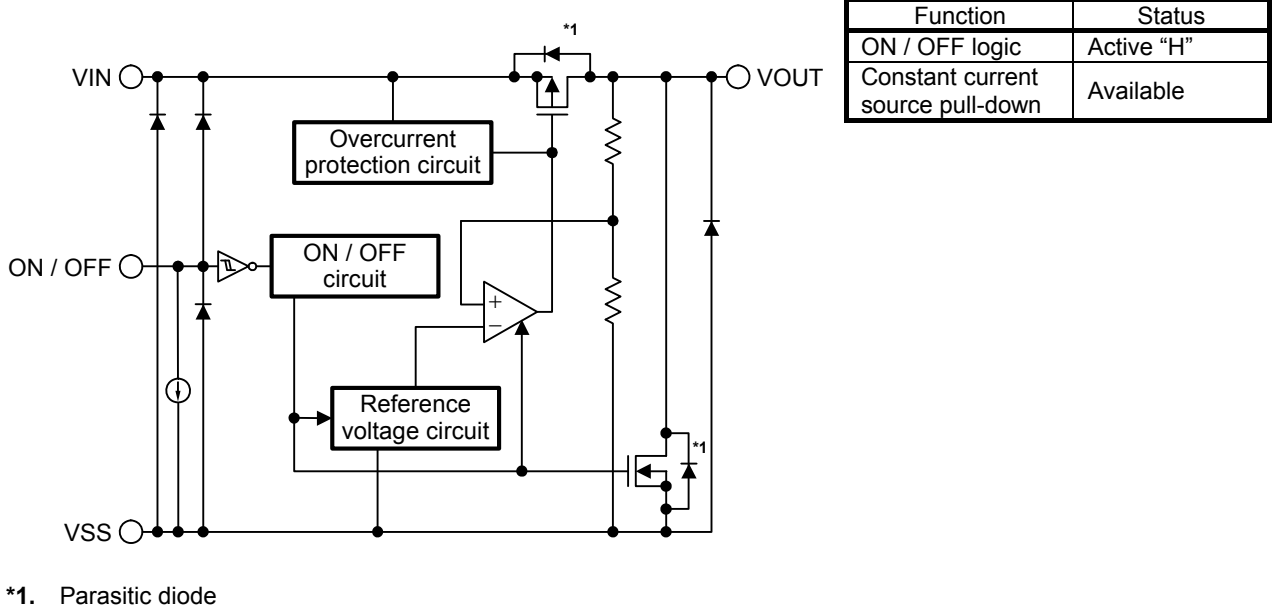 Function Status
ON / OFF logic Active “H”
Constant current
source pull-down
Available
*1
VIN
VOUT
Overcurrent
protection circuit
ON / OFF
ON / OFF
circuit
+
−
Reference
voltage circuit
*1
VSS
*1. Parasitic diode